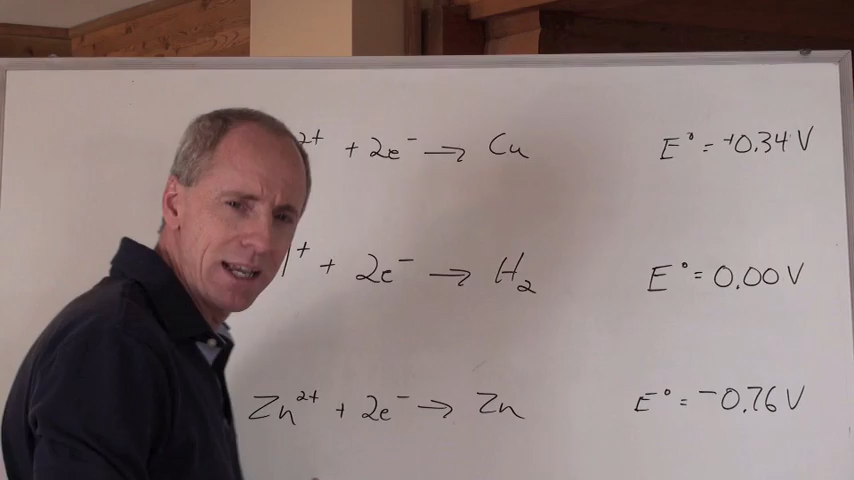 ²⁺ + 2e⁻ → Cu E° = +0.34 V
⁺ + 2e⁻ → H₂ E° = 0.00 V
Zn²⁺ + 2e⁻ → Zn E° = -0.76 V